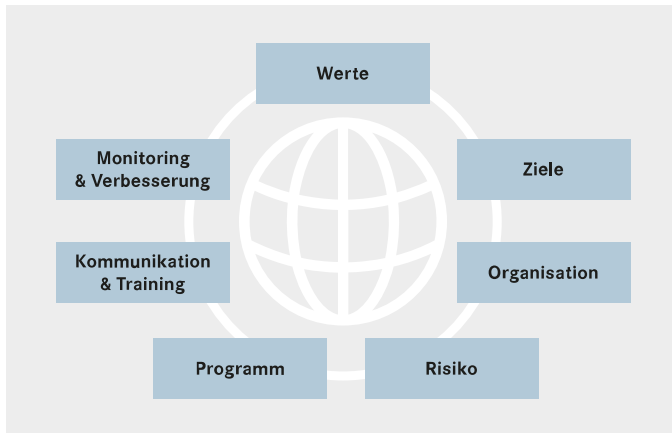 Werte
Monitoring
& Verbesserung
Ziele
Kommunikation
& Training
Organisation
Programm
Risiko